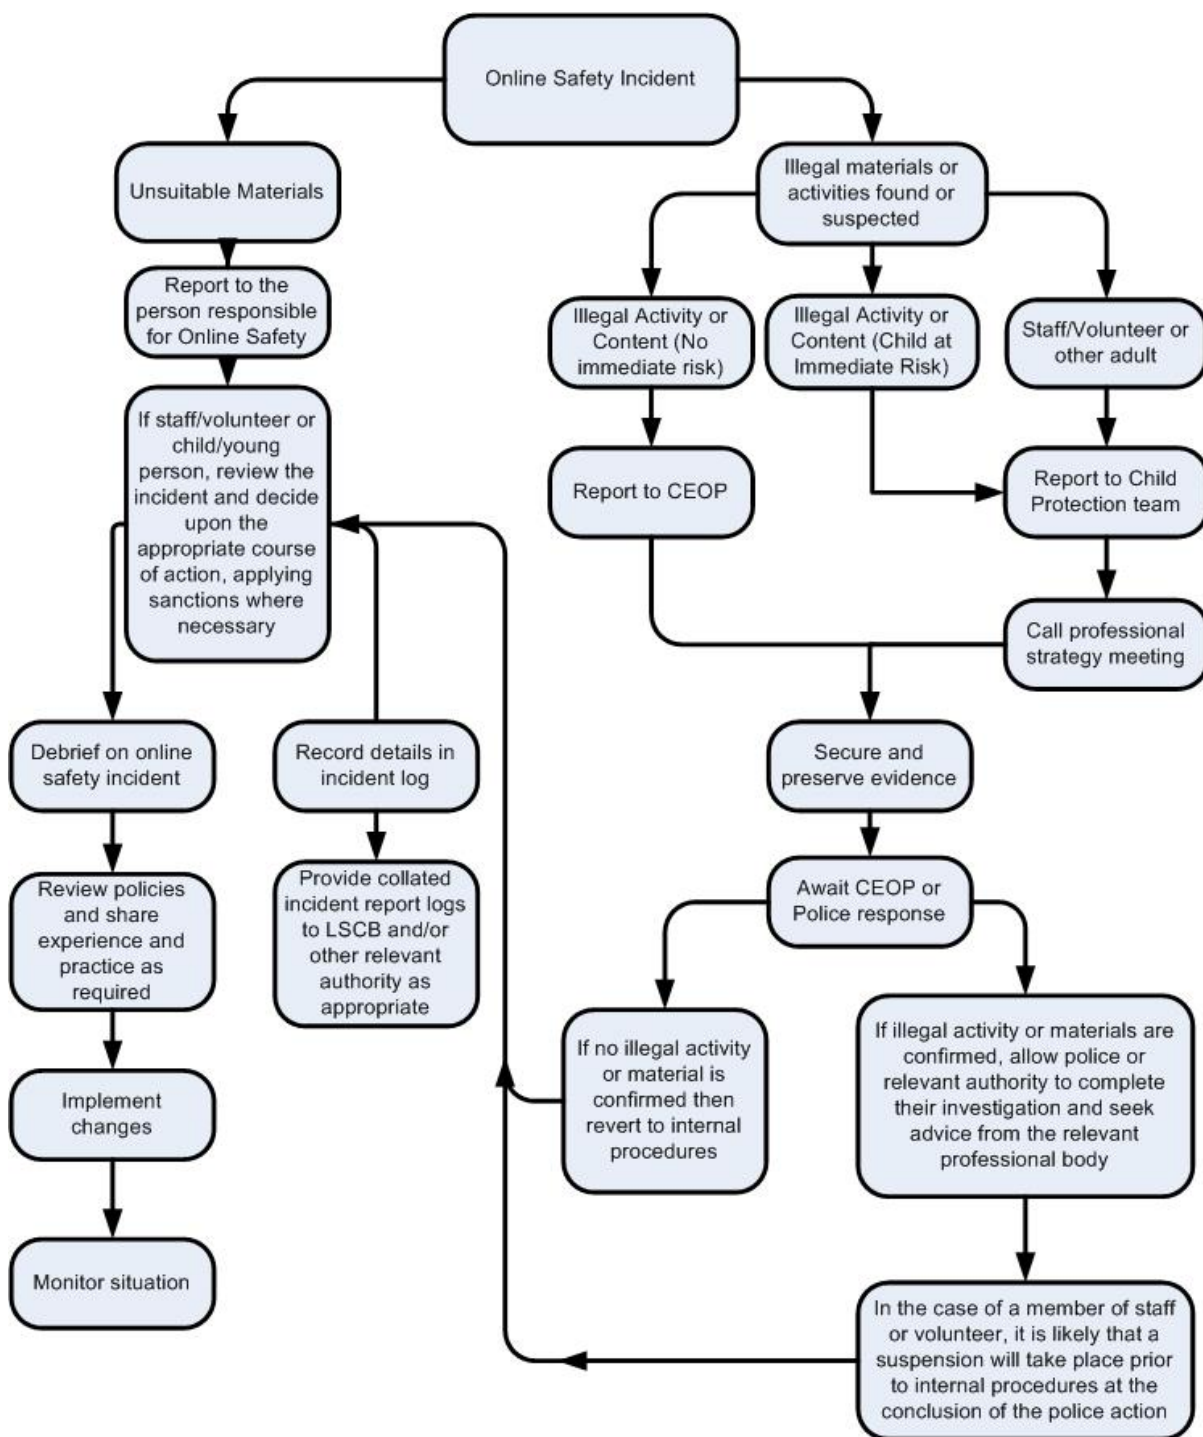 Online Safety Incident
Unsuitable Materials
Illegal materials or
activities found or
suspected
Report to the
person responsible
for Online Safety
Illegal Activity or
Content (No
immediate risk)
Illegal Activity or
Content (Child at
Immediate Risk)
Staff/Volunteer or
other adult
If staff/volunteer or
child/young
person, review the
incident and decide
upon the
appropriate course
of action, applying
sanctions where
necessary
Report to CEOP
Report to Child
Protection team
Call professional
strategy meeting
Debrief on online
safety incident
Record details in
incident log
Secure and
preserve evidence
Review policies
and share
experience and
practice as
required
Provide collated
incident report logs
to LSCB and/or
other relevant
authority as
appropriate
Await CEOP or
Police response
If no illegal activity
or material is
confirmed then
revert to internal
procedures
If illegal activity or materials are
confirmed, allow police or
relevant authority to complete
their investigation and seek
advice from the relevant
professional body
Implement
changes
Monitor situation
In the case of a member of staff
or volunteer, it is likely that a
suspension will take place prior
to internal procedures at the
conclusion of the police action